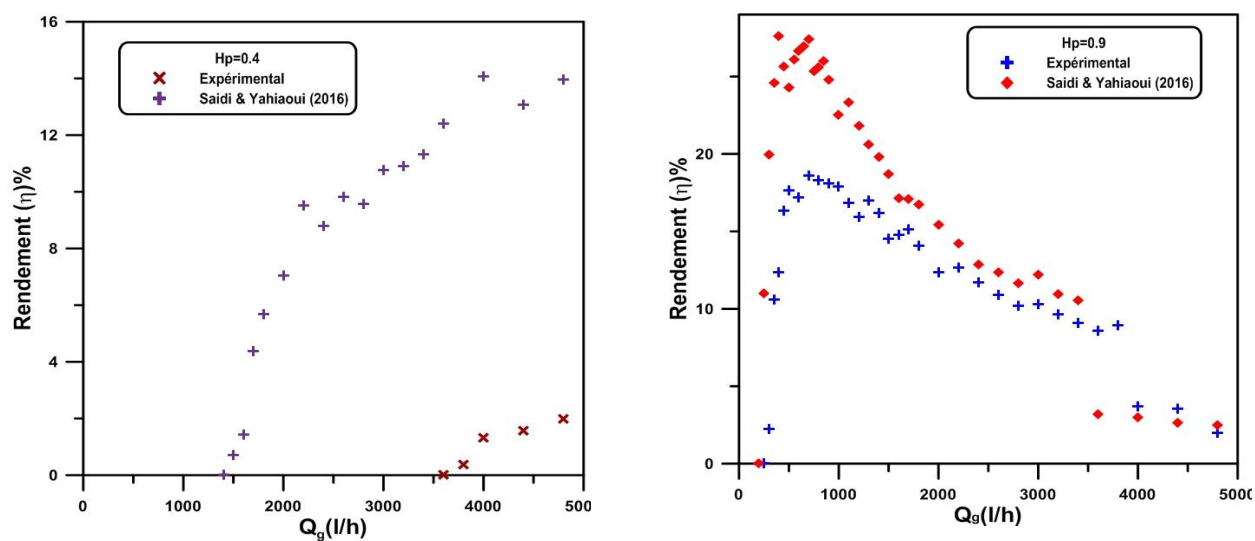 16
Hp=0.4
Expérimental
Saidi & Yahiaoui (2016)
12
8
4
0
Rendement (η)%
0 1000 2000 3000 4000 5000
Qg(l/h)
Hp=0.9
Expérimental
Saidi & Yahiaoui (2016)
20
10
0
Rendement (η)%
0 1000 2000 3000 4000 5000
Qg(l/h)